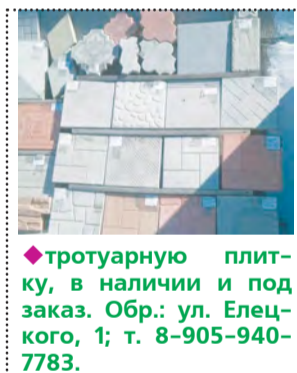 ◆тротуарную плит-
ку, в наличии и под
заказ. Обр.: ул. Елец-
кого, 1; т. 8-905-940-
7783.